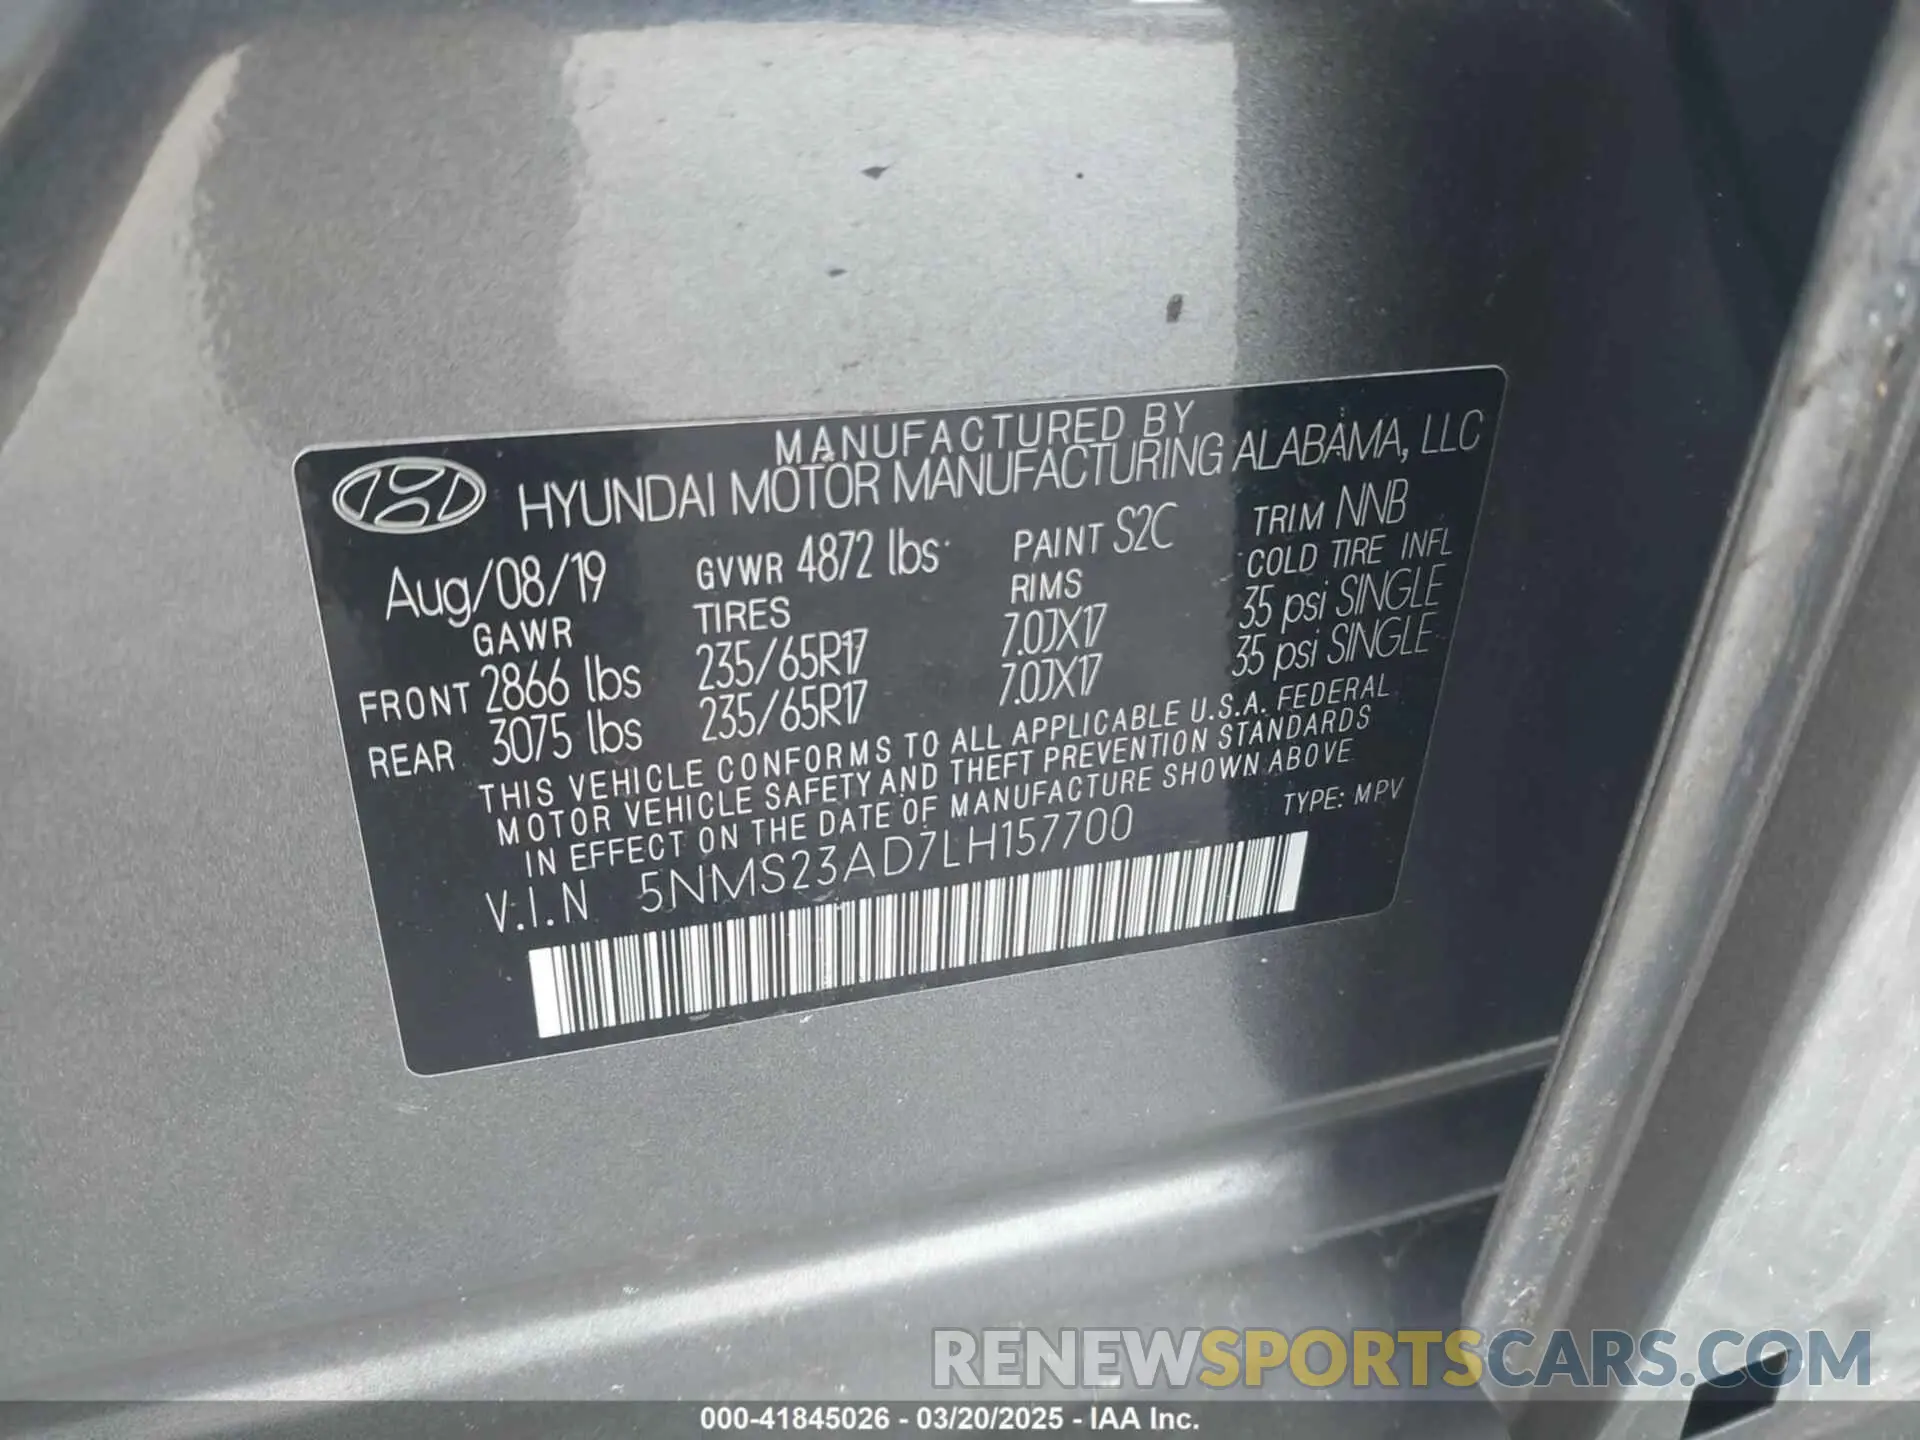 MANUFACTURED BY
HYUNDAI MOTOR MANUFACTURING ALABAMA, LLC
Aug/08/19 GVWR 4872 lbs PAINT S2C TRIM NNB
GAWR TIRES RIMS COLD TIRE INFL
FRONT 2866 lbs 235/65R17 7.0JX17 35 psi SINGLE
REAR 3075 lbs 235/65R17 7.0JX17 35 psi SINGLE
THIS VEHICLE CONFORMS TO ALL APPLICABLE U.S.A. FEDERAL
MOTOR VEHICLE SAFETY AND THEFT PREVENTION STANDARDS
IN EFFECT ON THE DATE OF MANUFACTURE SHOWN ABOVE
TYPE: MPV
V.I.N 5NMS23AD7LH157700
RENEWSPORTSCARS.COM
000-41845026 - 03/20/2025 - IAA Inc.